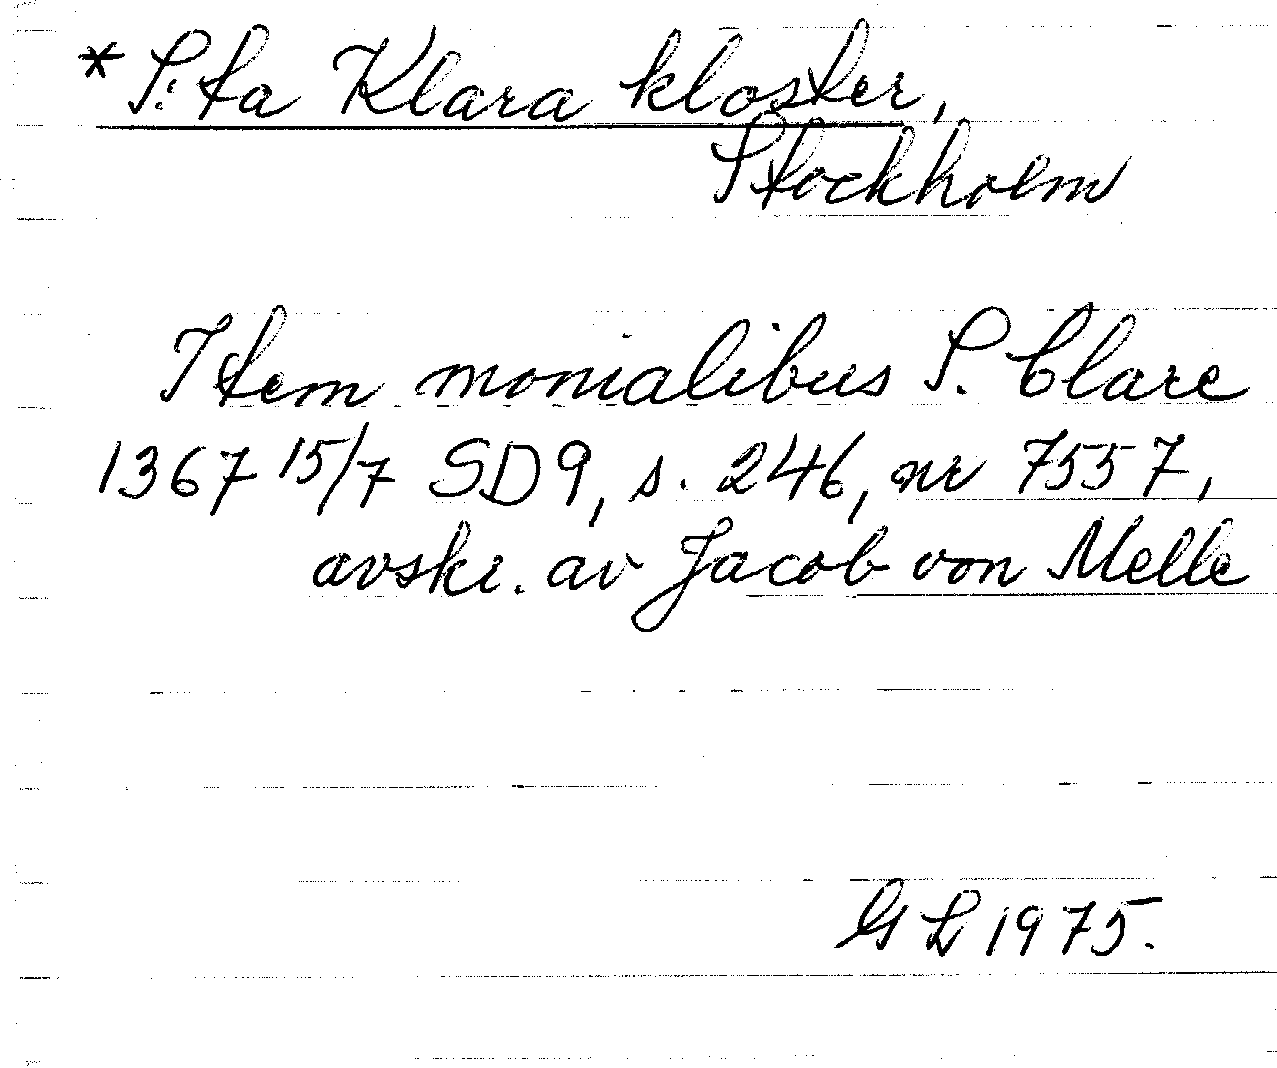 * S:ta Klara kloster,
Stockholm
Item monialibus S. Clare
1367 15/7 SD9, s. 246, nr 7557,
avskr. av Jacob von Melle
GL 1975.